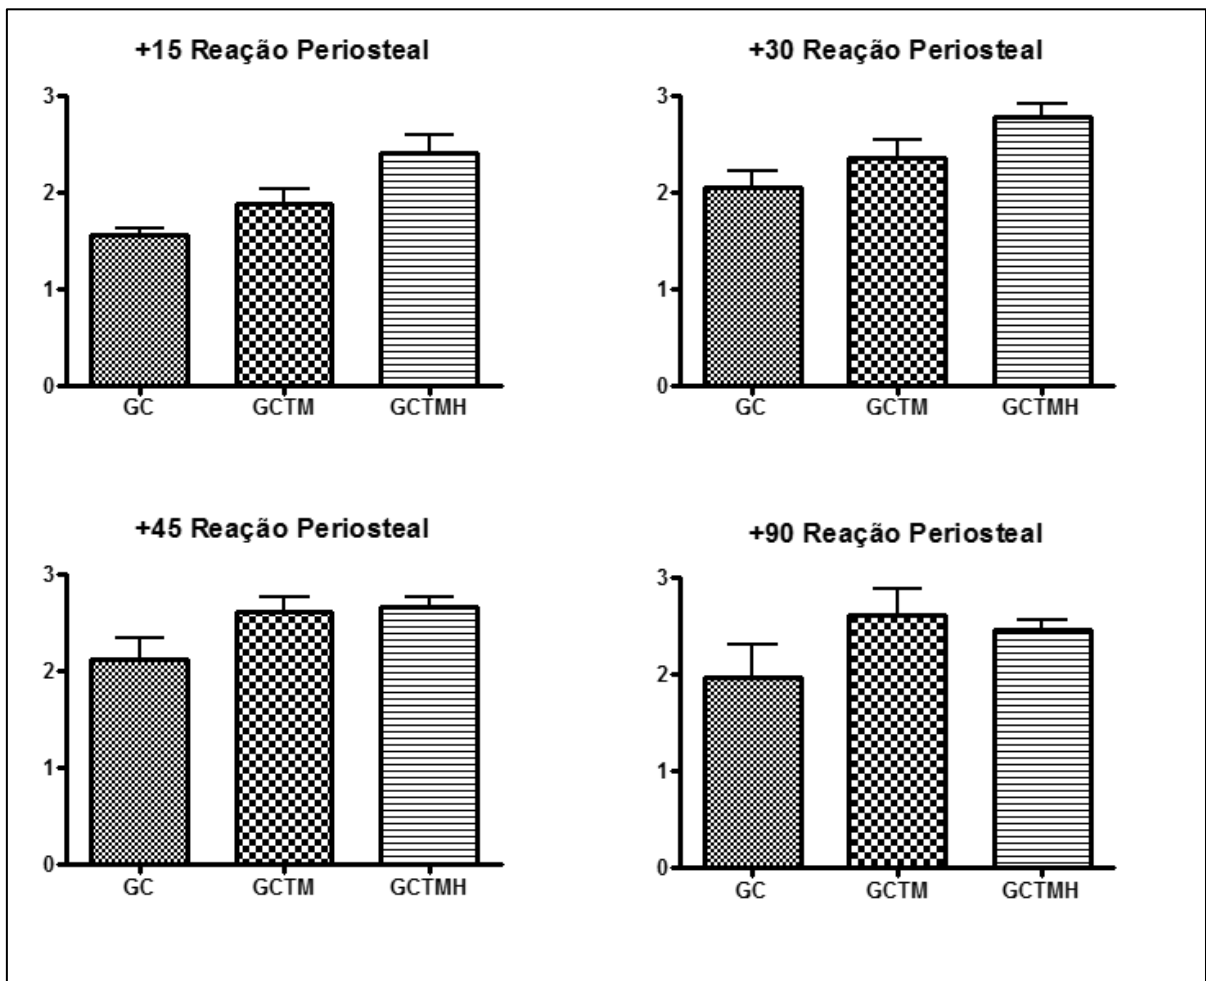 +15 Reação Periosteal
3
2
1
0
GC GCTM GCTMH
+30 Reação Periosteal
3
2
1
0
GC GCTM GCTMH
+45 Reação Periosteal
3
2
1
0
GC GCTM GCTMH
+90 Reação Periosteal
3
2
1
0
GC GCTM GCTMH